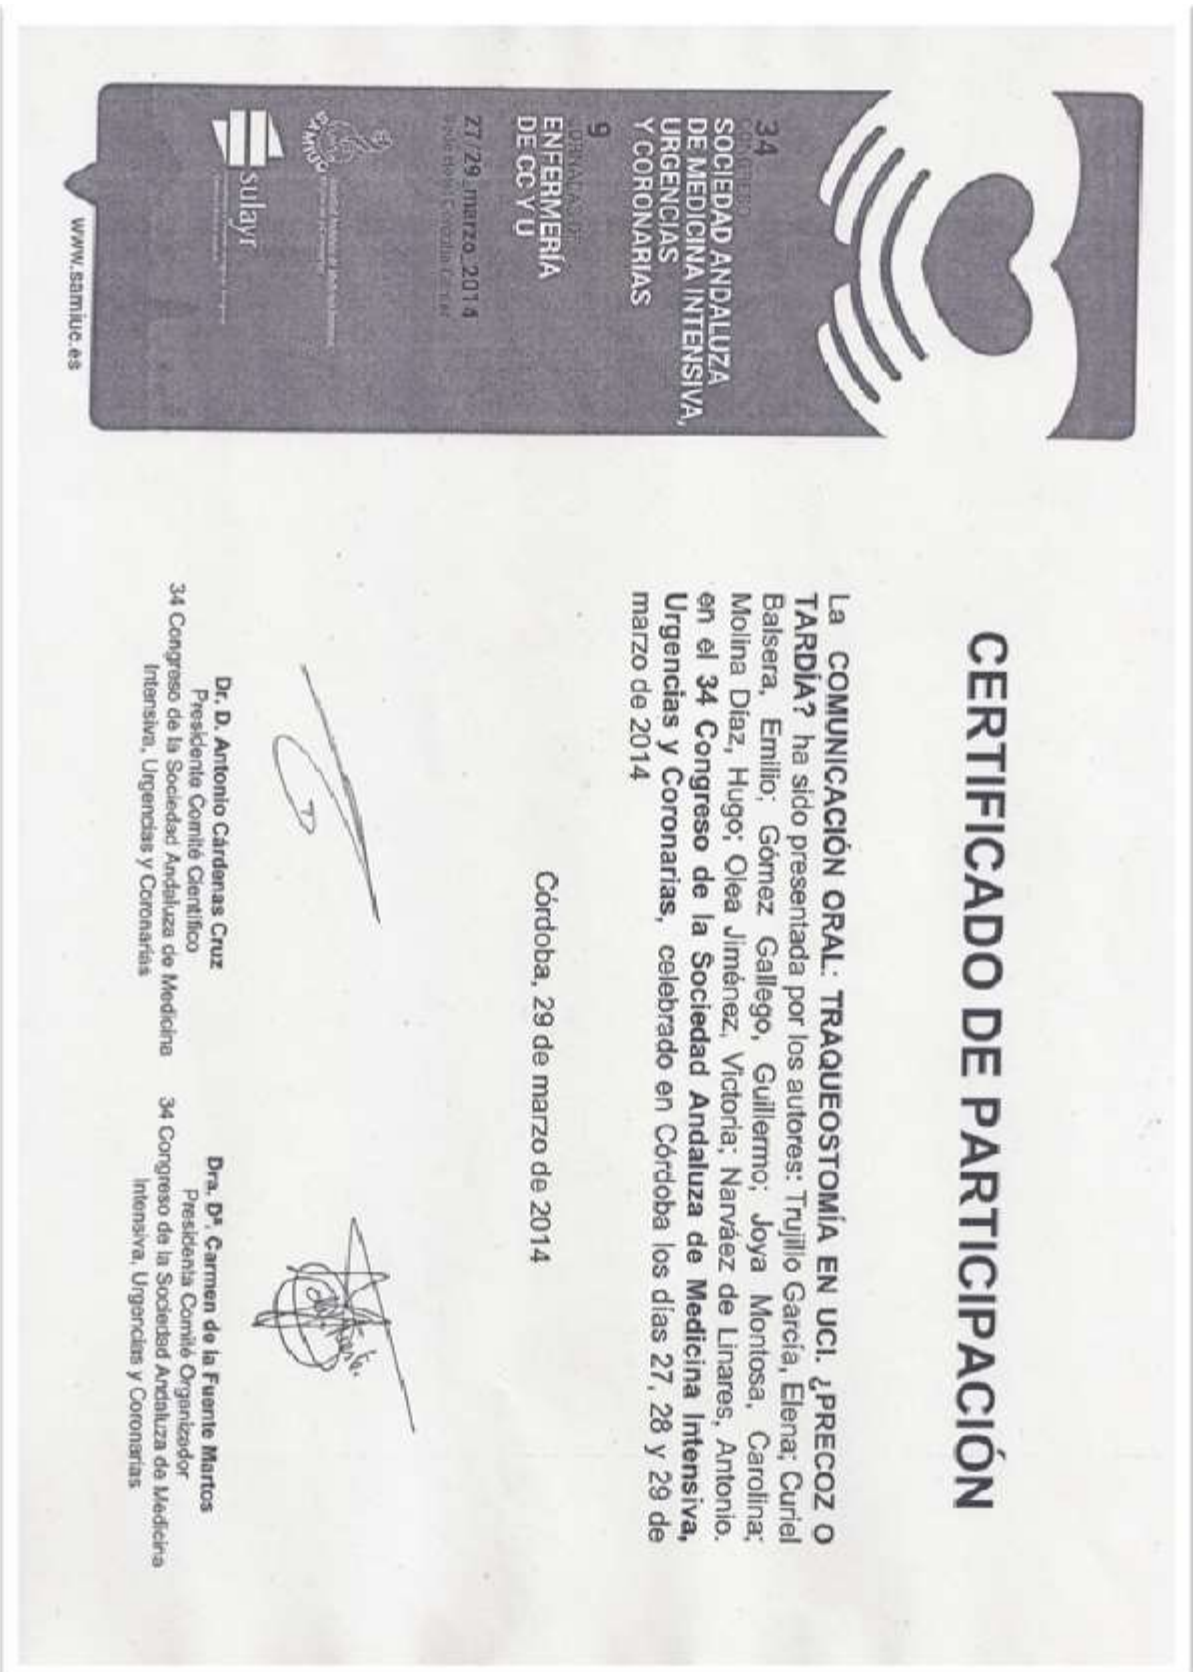 34
CONGRESO
SOCIEDAD ANDALUZA
DE MEDICINA INTENSIVA,
URGENCIAS
Y CORONARIAS
9
JORNADAS DE
ENFERMERÍA
DE CC Y U
27/29_marzo_2014
sulayr
www.samiuc.es
CERTIFICADO DE PARTICIPACIÓN
La COMUNICACIÓN ORAL: TRAQUEOSTOMÍA EN UCI. ¿PRECOZ O
TARDÍA? ha sido presentada por los autores: Trujillo García, Elena; Curiel
Balsera, Emilio; Gómez Gallego, Guillermo; Joya Montosa, Carolina;
Molina Díaz, Hugo; Olea Jiménez, Victoria; Narváez de Linares, Antonio.
en el 34 Congreso de la Sociedad Andaluza de Medicina Intensiva,
Urgencias y Coronarias, celebrado en Córdoba los días 27, 28 y 29 de
marzo de 2014
Córdoba, 29 de marzo de 2014
Dr. D. Antonio Cárdenas Cruz
Presidente Comité Científico
34 Congreso de la Sociedad Andaluza de Medicina
Intensiva, Urgencias y Coronarias
Dra. Dª. Carmen de la Fuente Martos
Presidenta Comité Organizador
34 Congreso de la Sociedad Andaluza de Medicina
Intensiva, Urgencias y Coronarias